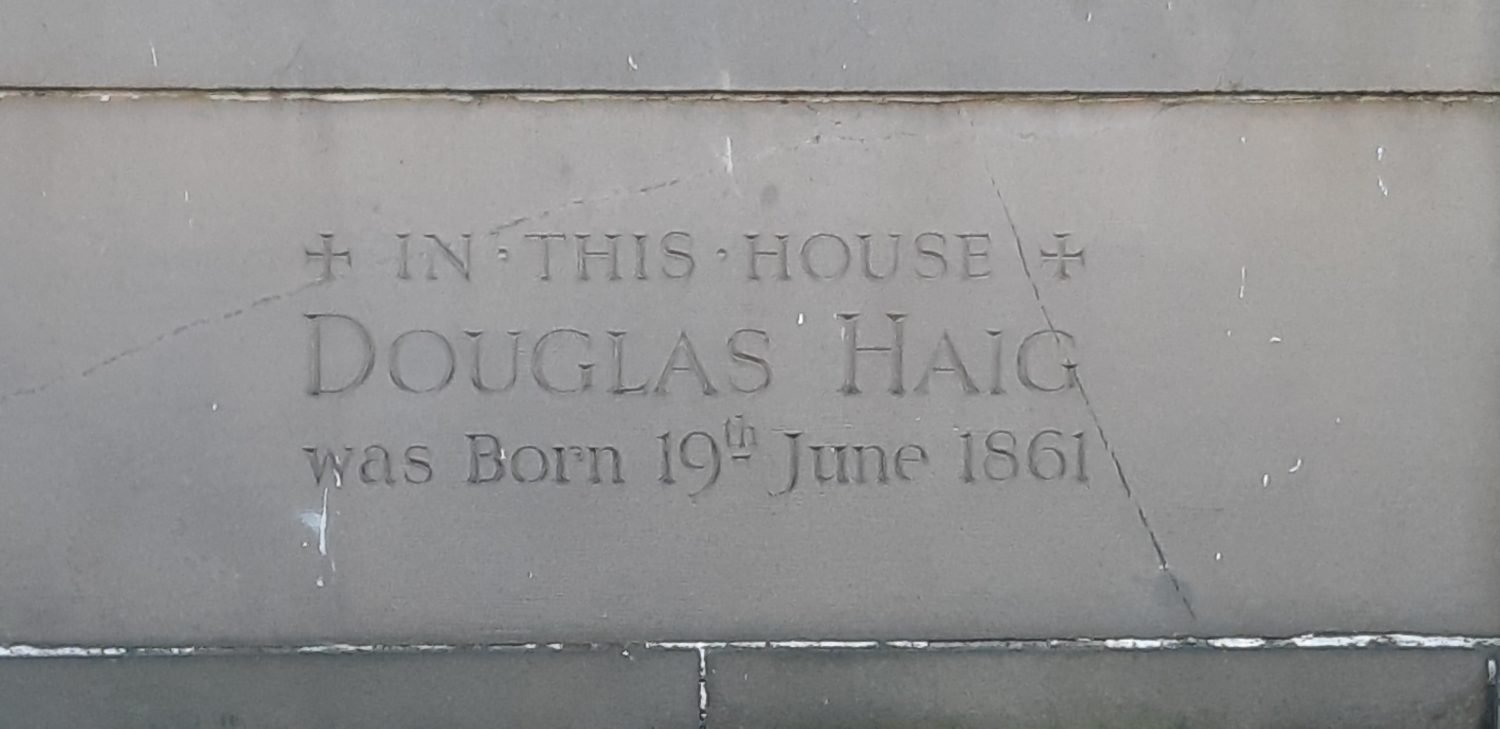 ✢ IN · THIS · HOUSE ✢
DOUGLAS HAIG
was Born 19th June 1861